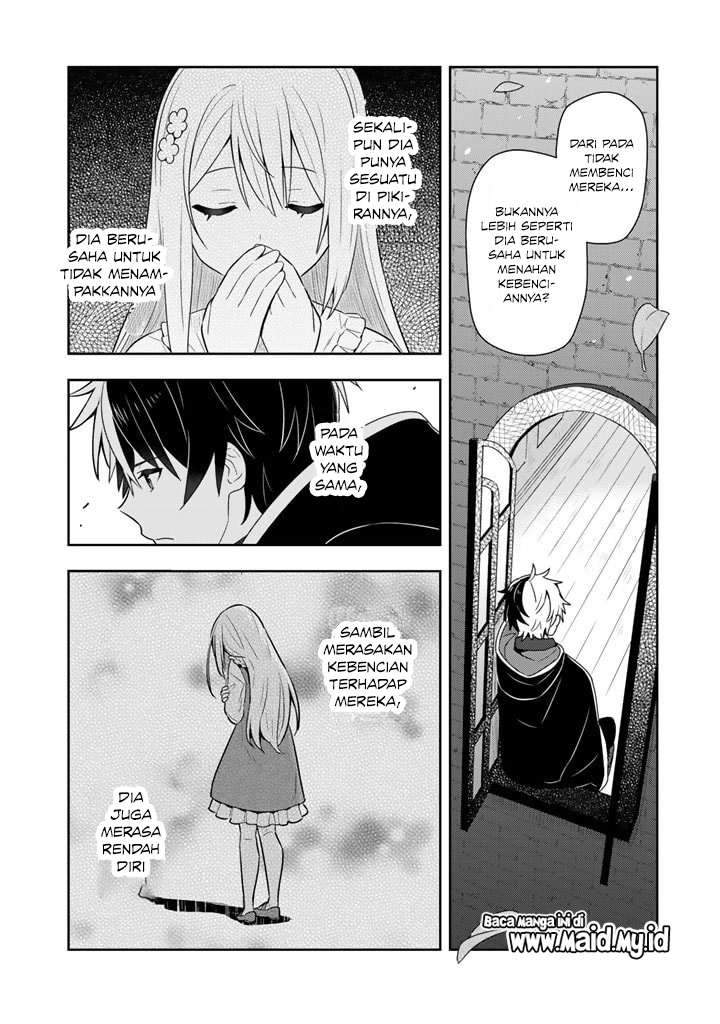 DARI PADA
TIDAK
MEMBENCI
MEREKA...
BUKANNYA
LEBIH SEPERTI
DIA BERU-
SAHA UNTUK
MENAHAN
KEBENCI-
ANNYA?
SEKALI-
PUN DIA
PUNYA
SESUATU
DI PIKI-
RANNYA,
DIA BERU-
SAHA UNTUK
TIDAK MENAM-
PAKKANNYA
PADA
WAKTU
YANG
SAMA,
SAMBIL
MERASAKAN
KEBENCIAN
TERHADAP
MEREKA,
DIA
JUGA
MERASA
RENDAH
DIRI
Baca Manga ini di
www.Maid.my.id